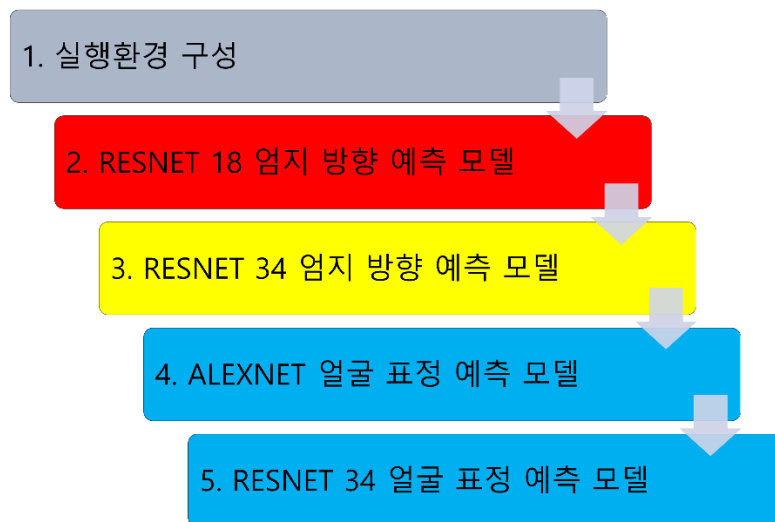 1. 실행환경 구성
2. RESNET 18 엄지 방향 예측 모델
3. RESNET 34 엄지 방향 예측 모델
4. ALEXNET 얼굴 표정 예측 모델
5. RESNET 34 얼굴 표정 예측 모델